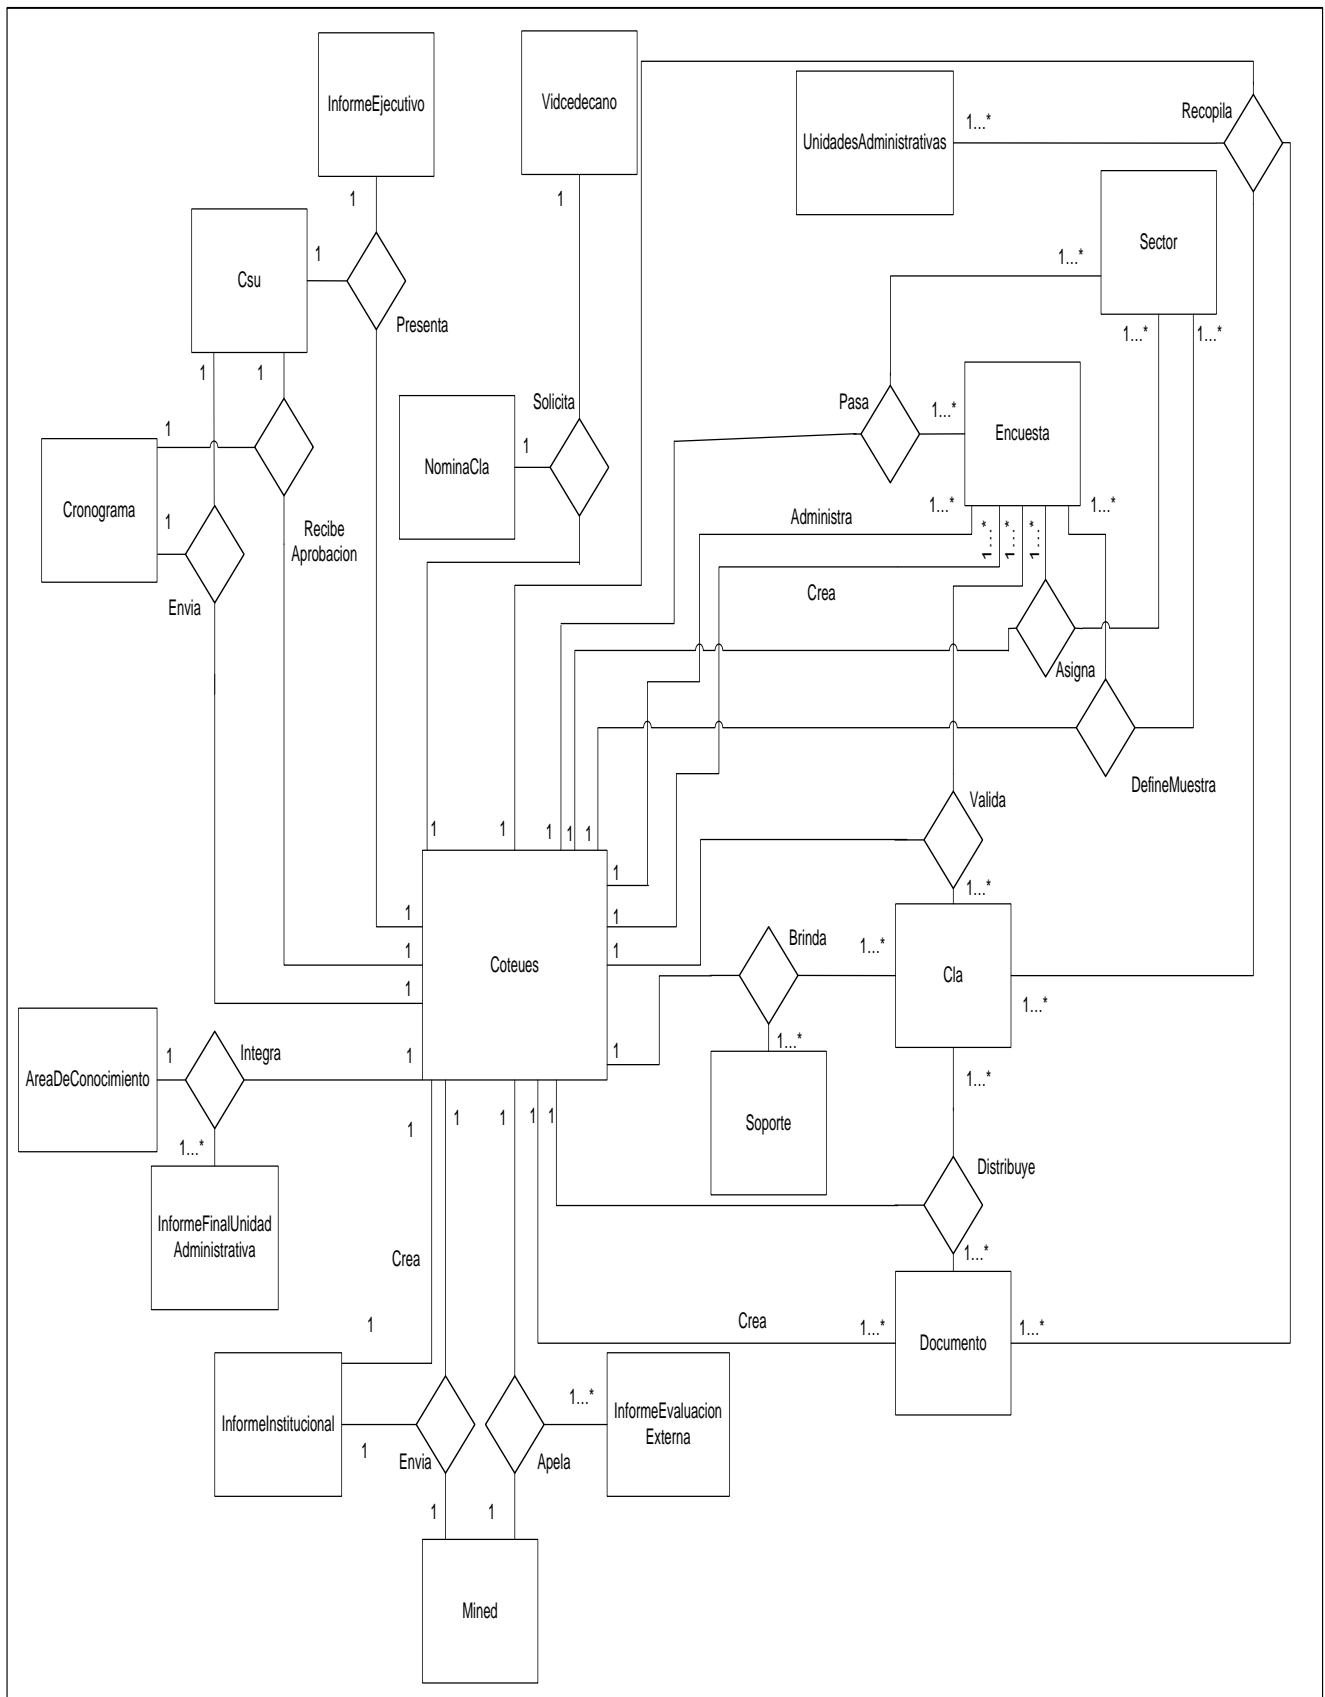 InformeEjecutivo
Vidcedecano
UnidadesAdministrativas
1...*
Recopila
1
1
Sector
1...*
Csu
1
Presenta
1...*
1...*
1
1
Solicita
Pasa
1...*
Encuesta
1
1
NominaCla
Cronograma
1
Recibe
Aprobacion
Administra
1...*
1...*
1...*
1...*
1...*
Envia
Crea
Asigna
DefineMuestra
Valida
1
1
1
1
1
1
1...*
1
1
Brinda
1...*
Cla
1
1
Coteues
1
1...*
1
Integra
1
1
1...*
AreaDeConocimiento
1
1...*
Soporte
1
1
1
1
1
1...*
Distribuye
InformeFinalUnidad
Administrativa
Crea
1...*
1
Crea
1...*
Documento
1...*
InformeInstitucional
1
Envia
Apela
1...*
InformeEvaluacion
Externa
1
1
Mined